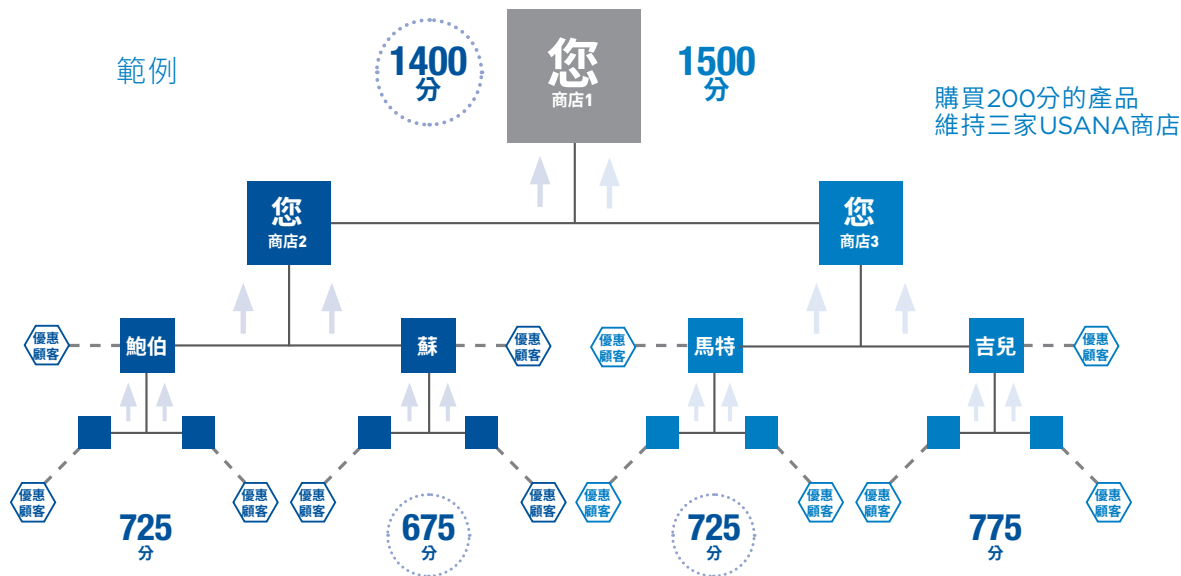 範例
1400
分
您
商店1
1500
分
購買200分的產品
維持三家USANA商店
您
商店2
您
商店3
優惠
顧客
鮑伯
蘇
優惠
顧客
優惠
顧客
馬特
吉兒
優惠
顧客
優惠
顧客
優惠
顧客
優惠
顧客
優惠
顧客
優惠
顧客
優惠
顧客
優惠
顧客
優惠
顧客
725
分
675
分
725
分
775
分